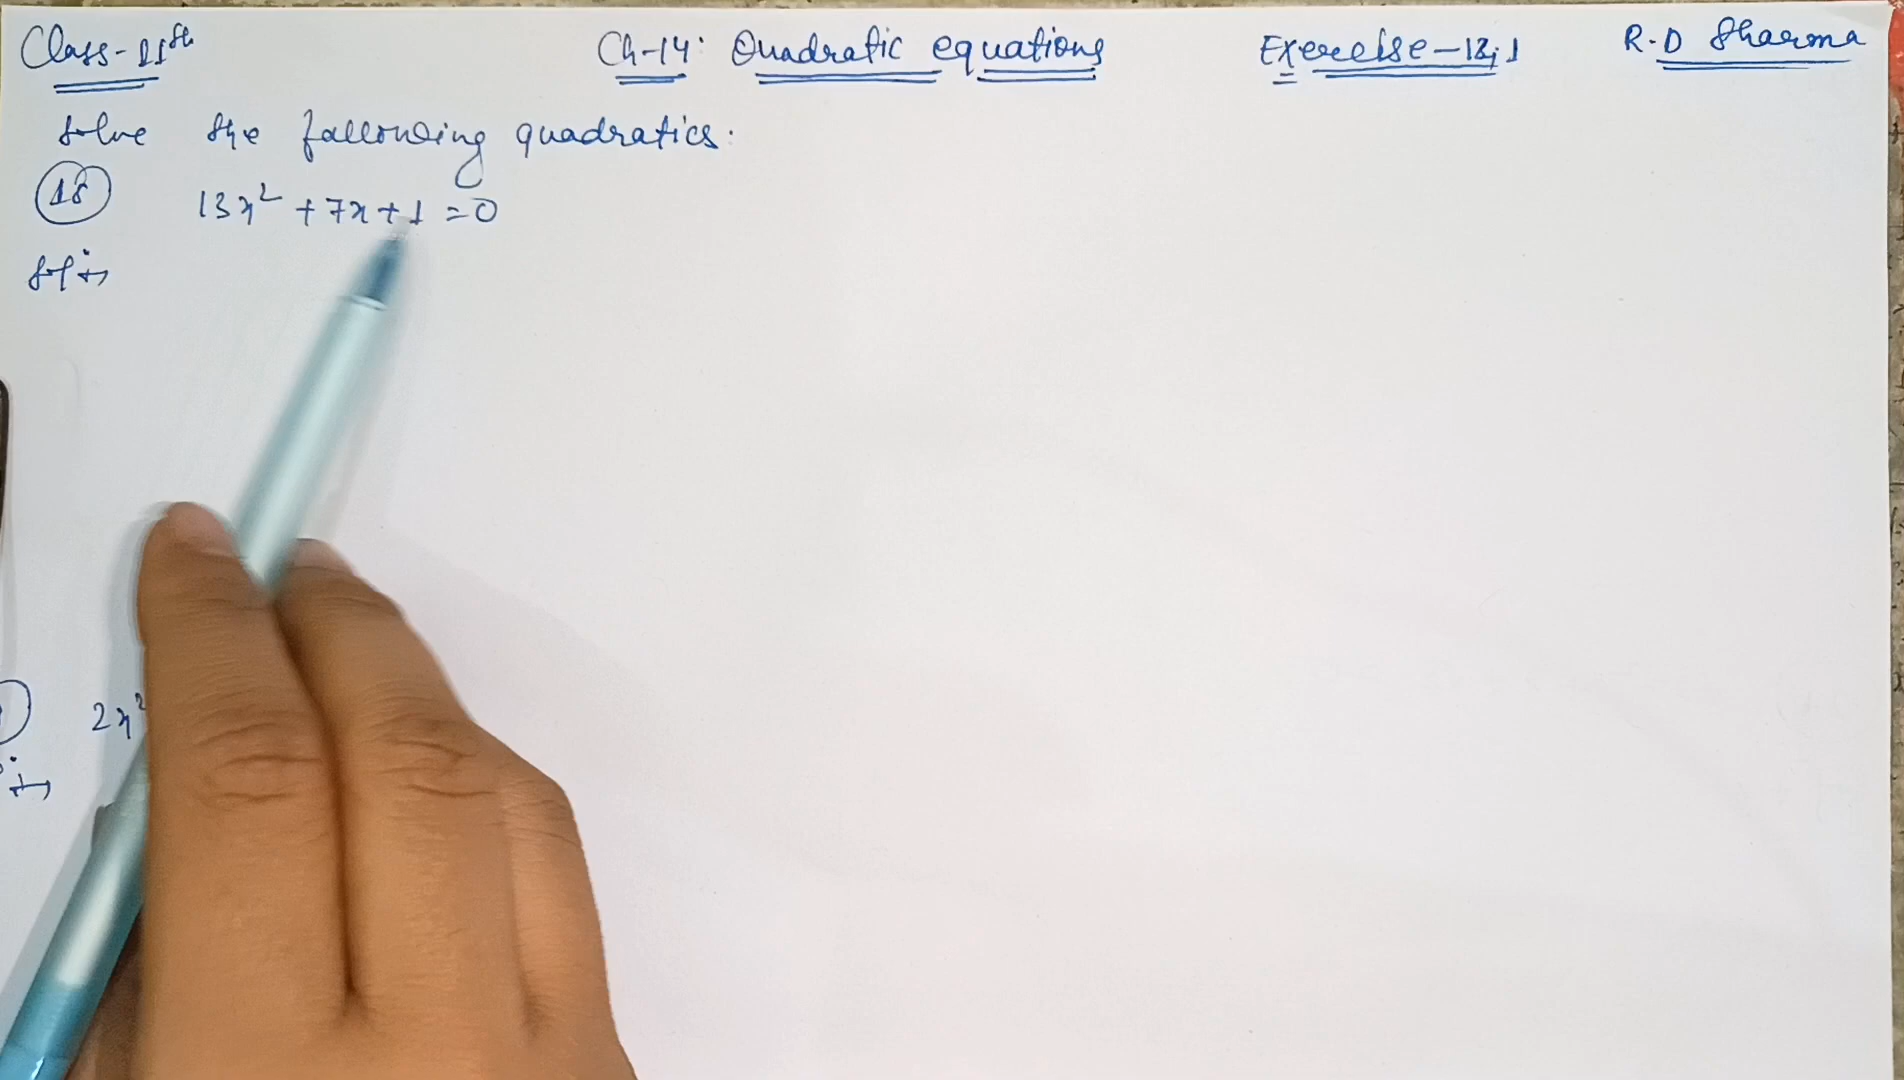 Class-11th Ch-14: Quadratic equations Exercise-13.1 R.D Sharma
Solve the following quadratics:
18 13x² + 7x + 1 = 0
Sol:→
2x²